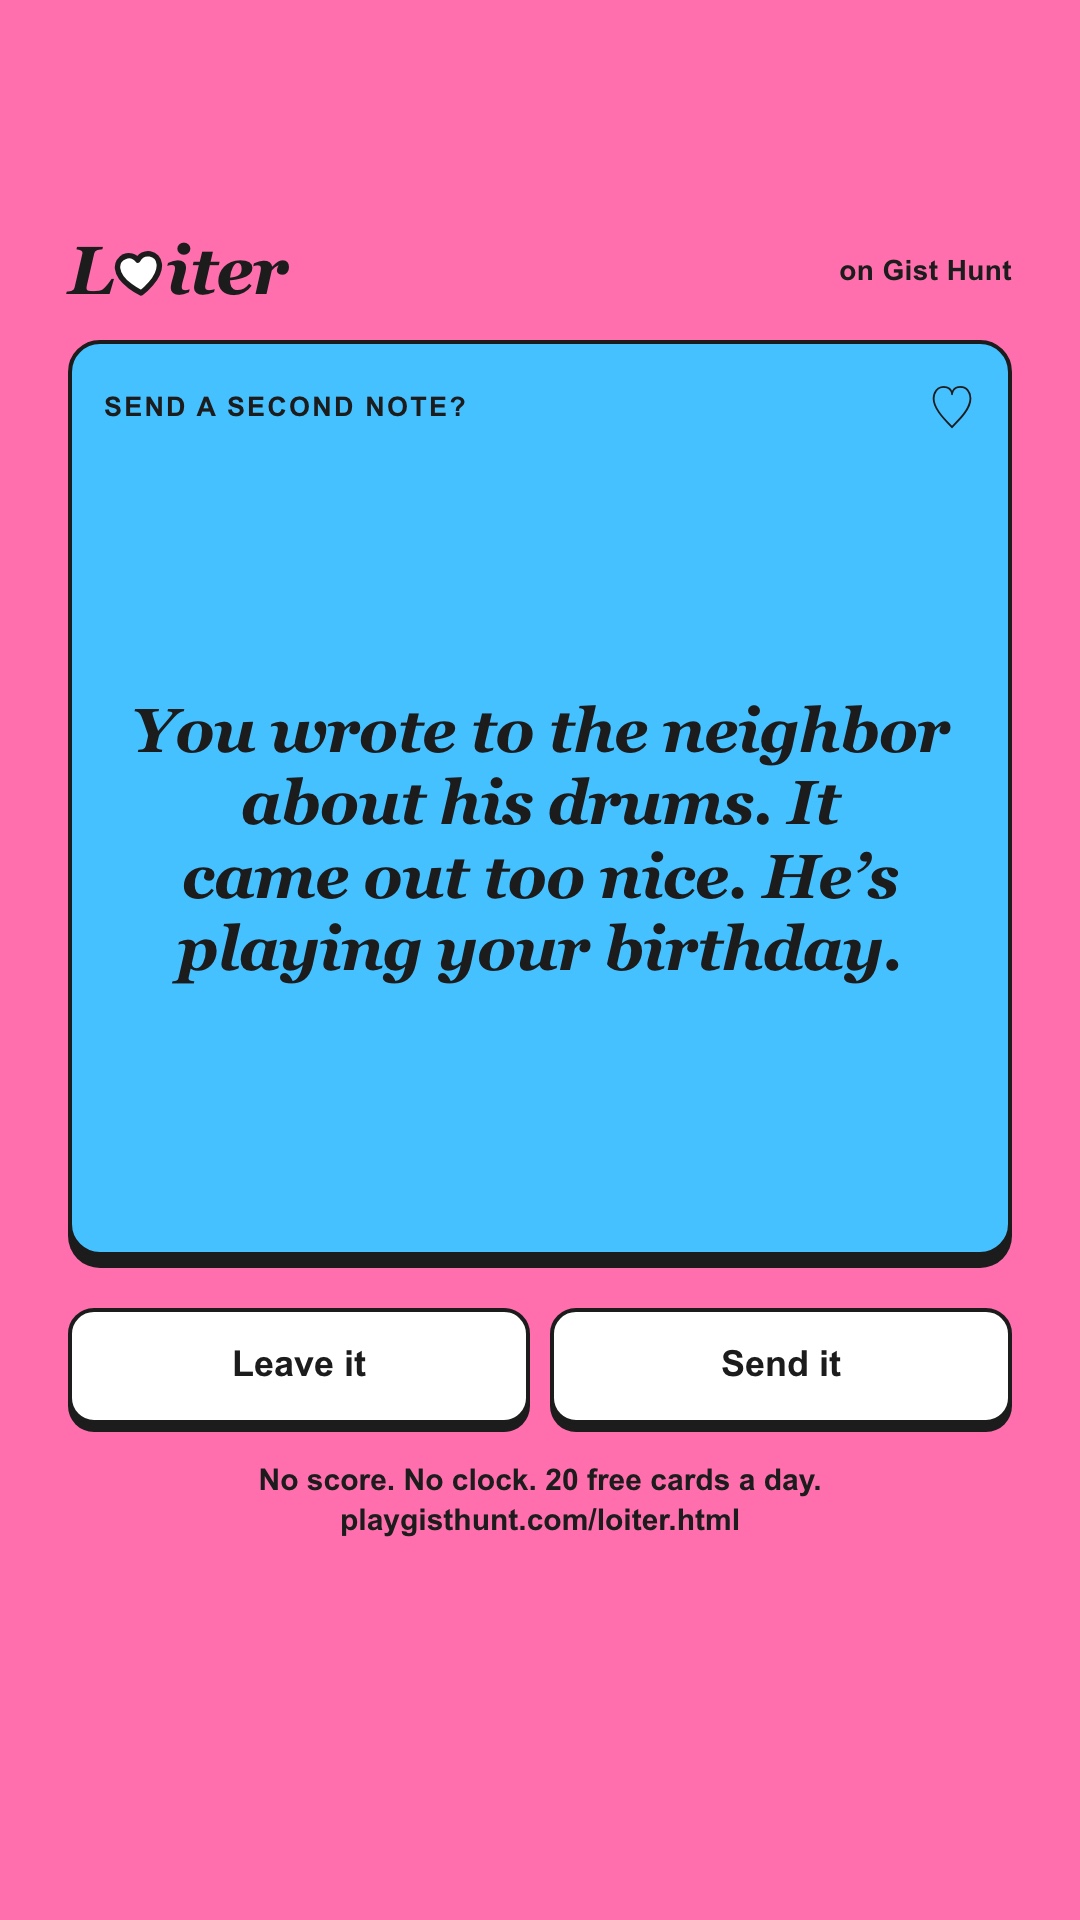 Loiter
on Gist Hunt
SEND A SECOND NOTE?
You wrote to the neighbor
about his drums. It
came out too nice. He’s
playing your birthday.
Leave it
Send it
No score. No clock. 20 free cards a day.
playgisthunt.com/loiter.html